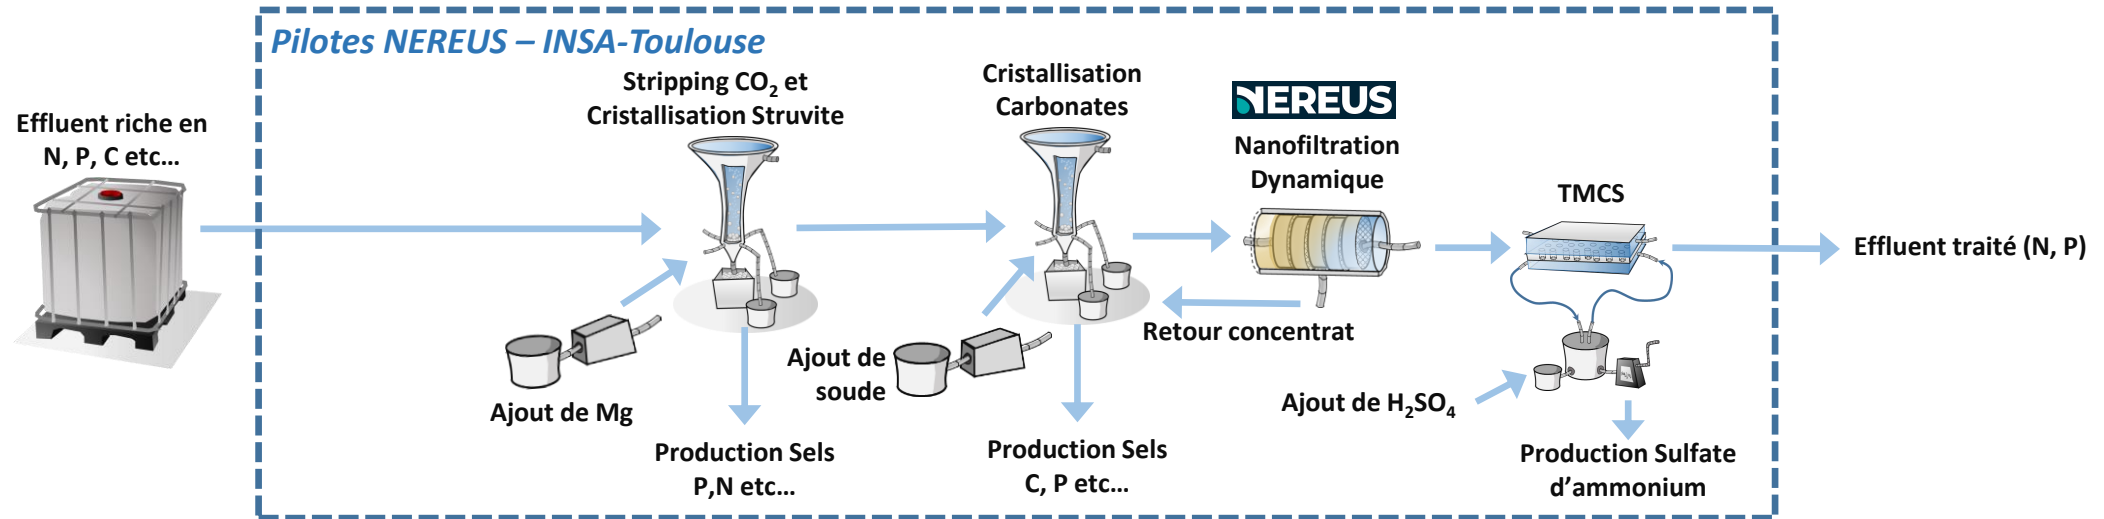 Pilotes NEREUS – INSA-Toulouse
Effluent riche en
N, P, C etc...
Stripping CO₂ et
Cristallisation Struvite
Cristallisation
Carbonates
NEREUS
Nanofiltration
Dynamique
TMCS
Effluent traité (N, P)
Retour concentrat
Ajout de Mg
Ajout de
soude
Ajout de H₂SO₄
Production Sels
P,N etc...
Production Sels
C, P etc...
Production Sulfate
d’ammonium